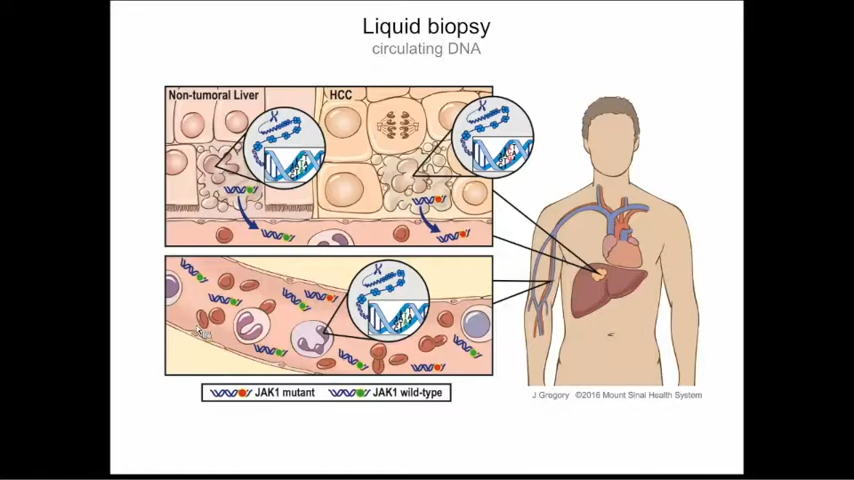 Liquid biopsy
circulating DNA
Non-tumoral Liver
HCC
JAK1 mutant
JAK1 wild-type
J Gregory ©2016 Mount Sinai Health System